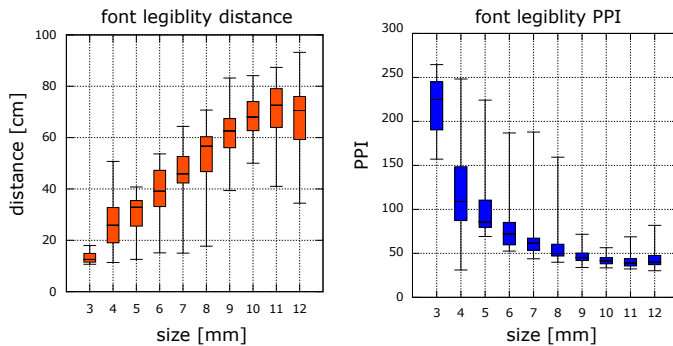 font legiblity distance
100
80
60
40
20
0
distance [cm]
3 4 5 6 7 8 9 10 11 12
size [mm]
font legiblity PPI
300
250
200
150
100
50
0
PPI
3 4 5 6 7 8 9 10 11 12
size [mm]